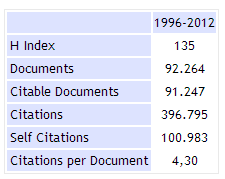 1996-2012
H Index 135
Documents 92.264
Citable Documents 91.247
Citations 396.795
Self Citations 100.983
Citations per Document 4,30